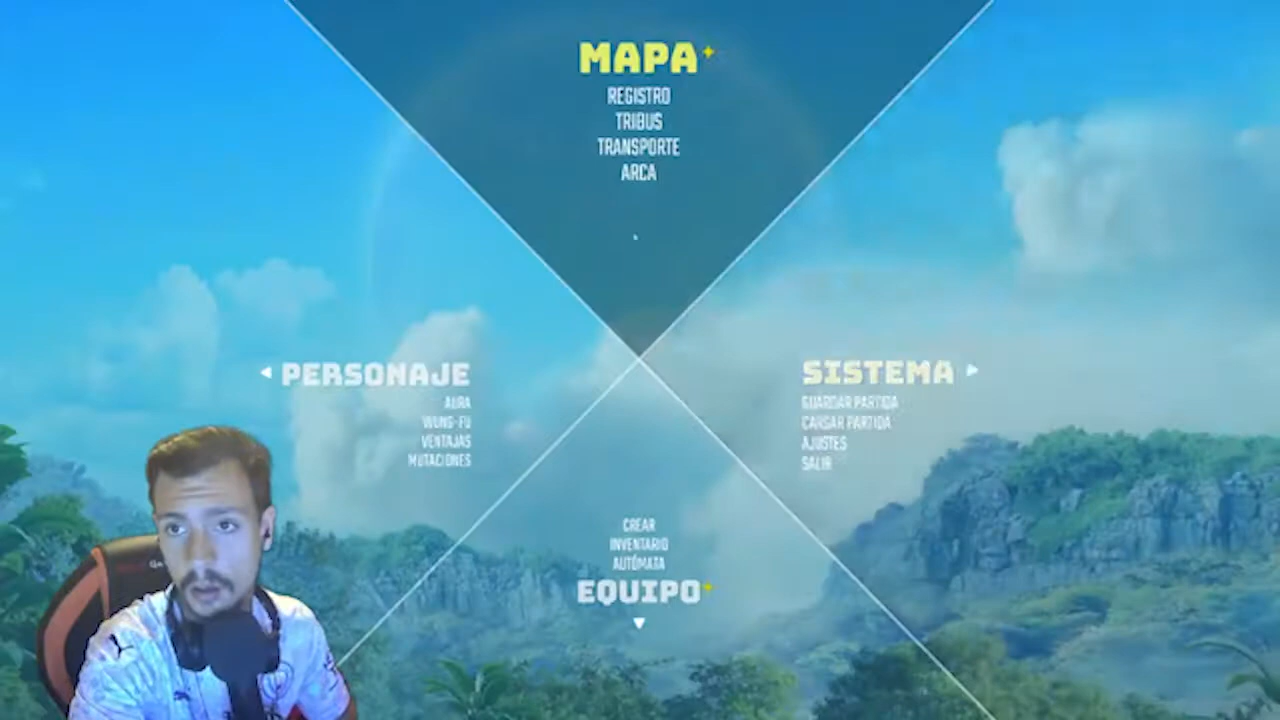 MAPA
REGISTRO
TRIBUS
TRANSPORTE
ARCA
PERSONAJE
AURA
WUNG-FU
VENTAJAS
MUTACIONES
SISTEMA
GUARDAR PARTIDA
CARGAR PARTIDA
AJUSTES
SALIR
CREAR
INVENTARIO
AUTÓMATA
EQUIPO